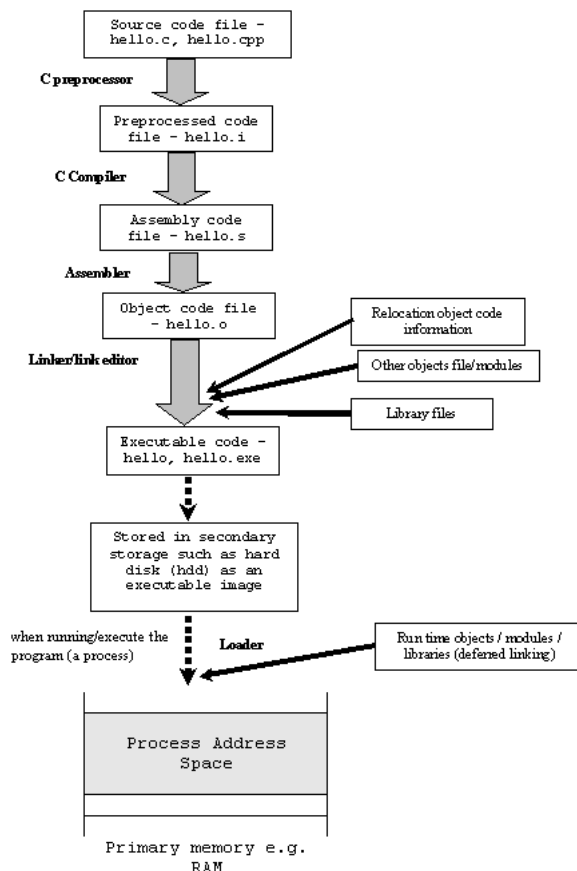 Source code file -
hello.c, hello.cpp
C preprocessor
Preprocessed code
file - hello.i
C Compiler
Assembly code
file - hello.s
Assembler
Object code file
- hello.o
Linker/link editor
Relocation object code
information
Other objects file/modules
Library files
Executable code -
hello, hello.exe
Stored in secondary
storage such as hard
disk (hdd) as an
executable image
when running/execute the
program (a process)
Loader
Run time objects / modules /
libraries (deferred linking)
Process Address
Space
Primary memory e.g.
RAM